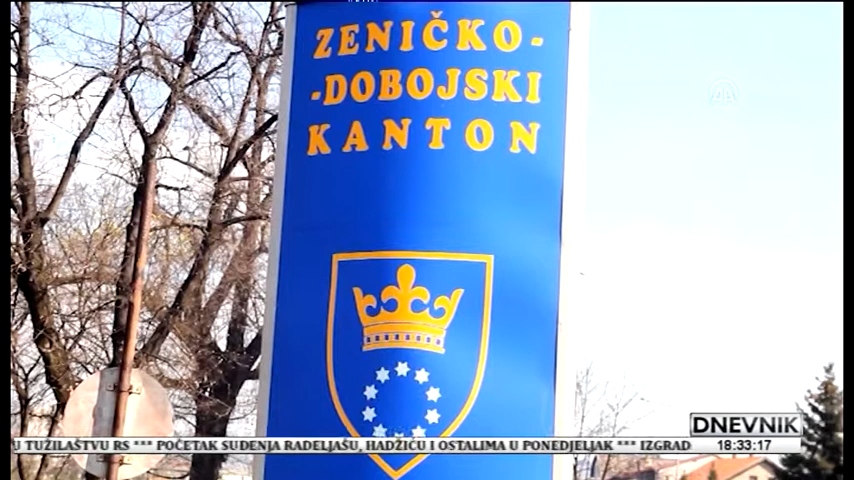 ZENIČKO-
-DOBOJSKI
KANTON
DNEVNIK
U TUŽILAŠTVU RS *** POČETAK SUĐENJA RADELJAŠU, HADŽIĆU I OSTALIMA U PONEDJELJAK *** IZGRAD
18:33:17